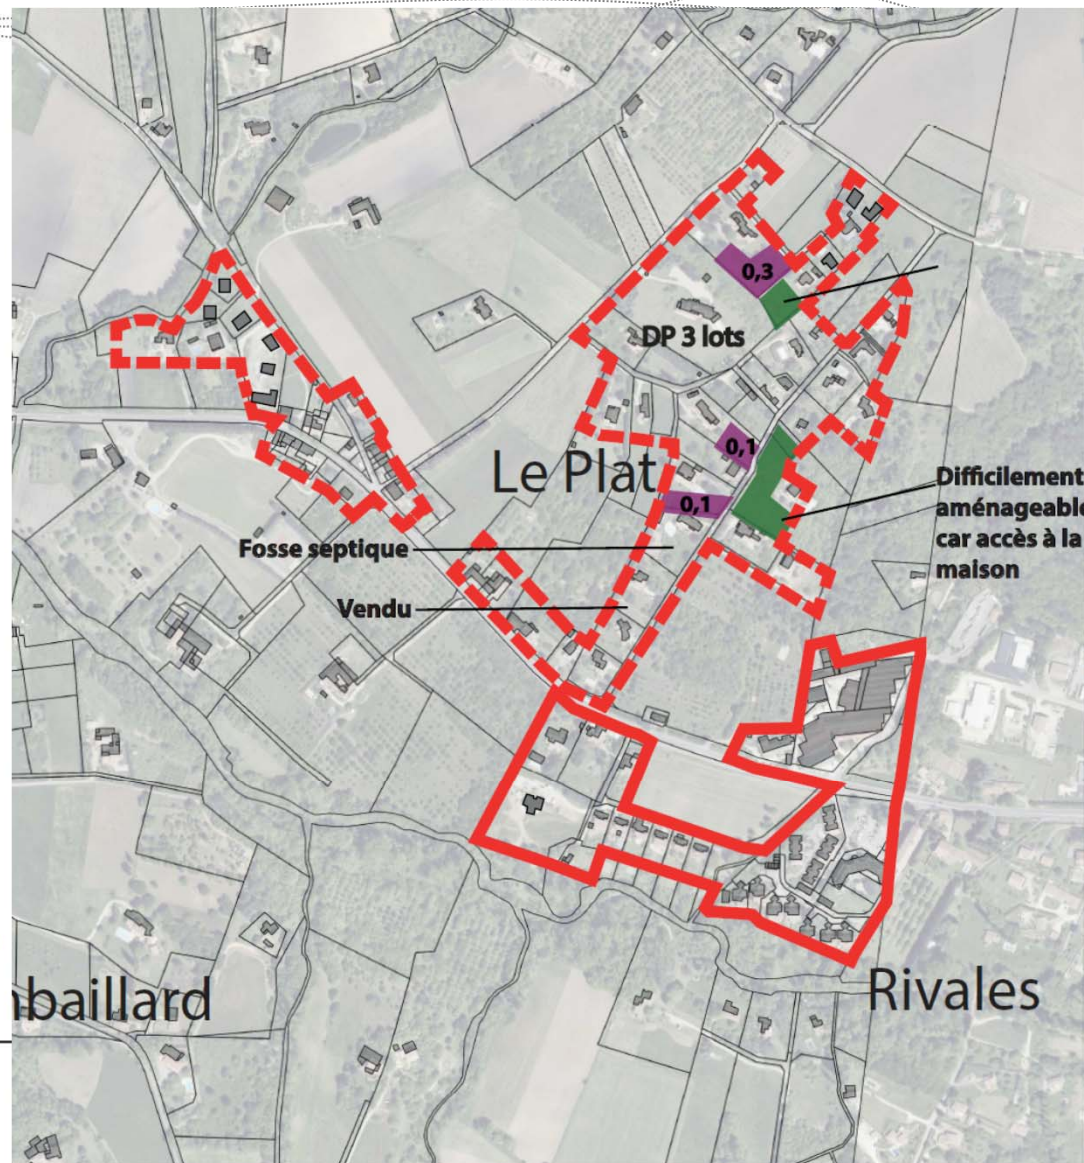 0,3
DP 3 lots
0,1
Le Plat
Difficilement
aménageable
car accès à la
maison
0,1
Fosse septique
Vendu
Rivales
baillard